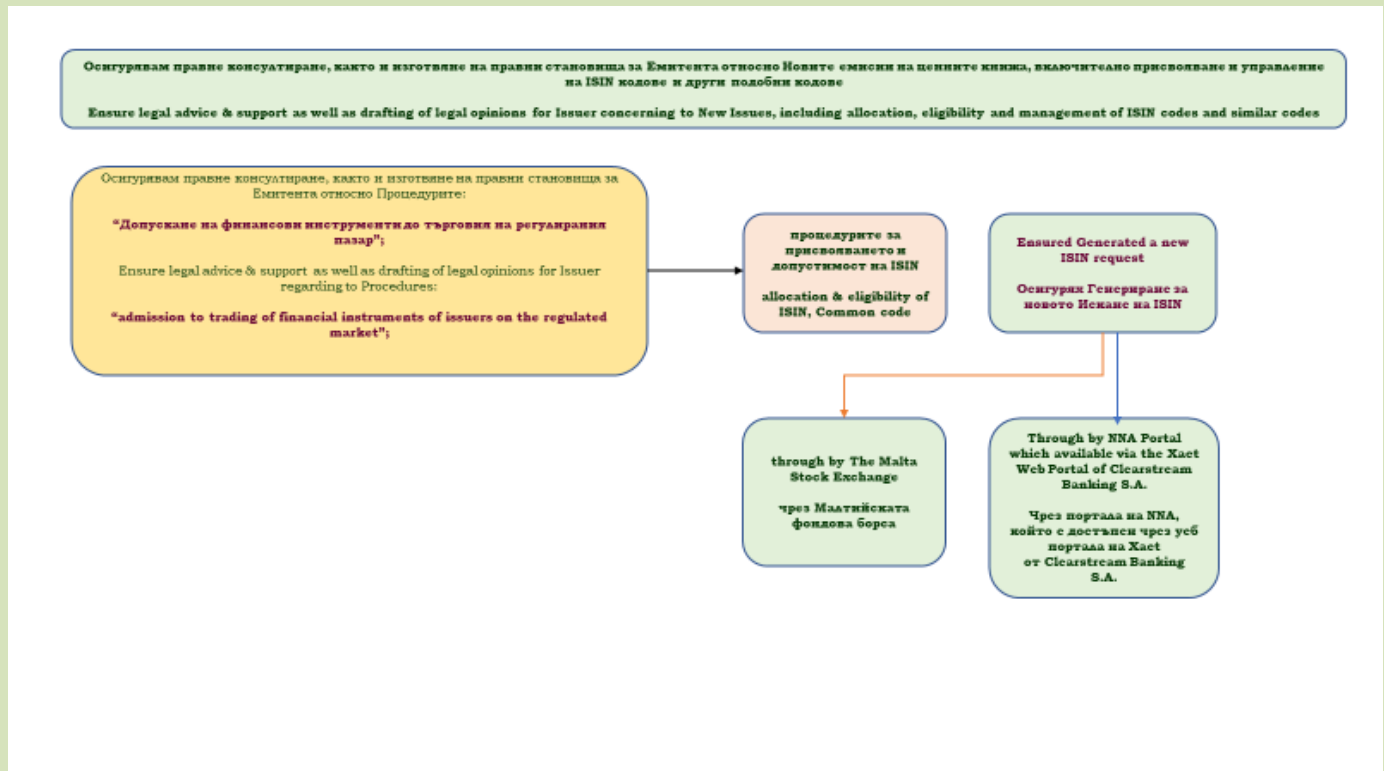 Осигурявам правне консултиране, както и изготвяне на правни становища за Емитента относно Новите емисии на ценните книжа, включително присвояване и управление
на ISIN кодове и други подобни кодове
Ensure legal advice & support as well as drafting of legal opinions for Issuer concerning to New Issues, including allocation, eligibility and management of ISIN codes and similar codes
Осигурявам правне консултиране, както и изготвяне на правни становища за
Емитента относно Процедурите:
“Допускане на финансови инструменти до търговия на регулирания
пазар”;
Ensure legal advice & support as well as drafting of legal opinions for Issuer
regarding to Procedures:
“admission to trading of financial instruments of issuers on the regulated
market”;
процедурите за
присвояването и
допустимост на ISIN
allocation & eligibility of
ISIN, Common code
Ensured Generated a new
ISIN request
Осигурях Генериране за
новото Искане на ISIN
through by The Malta
Stock Exchange
чрез Малтийската
фондова борса
Through by NNA Portal
which available via the Xact
Web Portal of Clearstream
Banking S.A.
Чрез портала на NNA,
който е достъпен чрез уеб
портала на Xact
от Clearstream Banking
S.A.